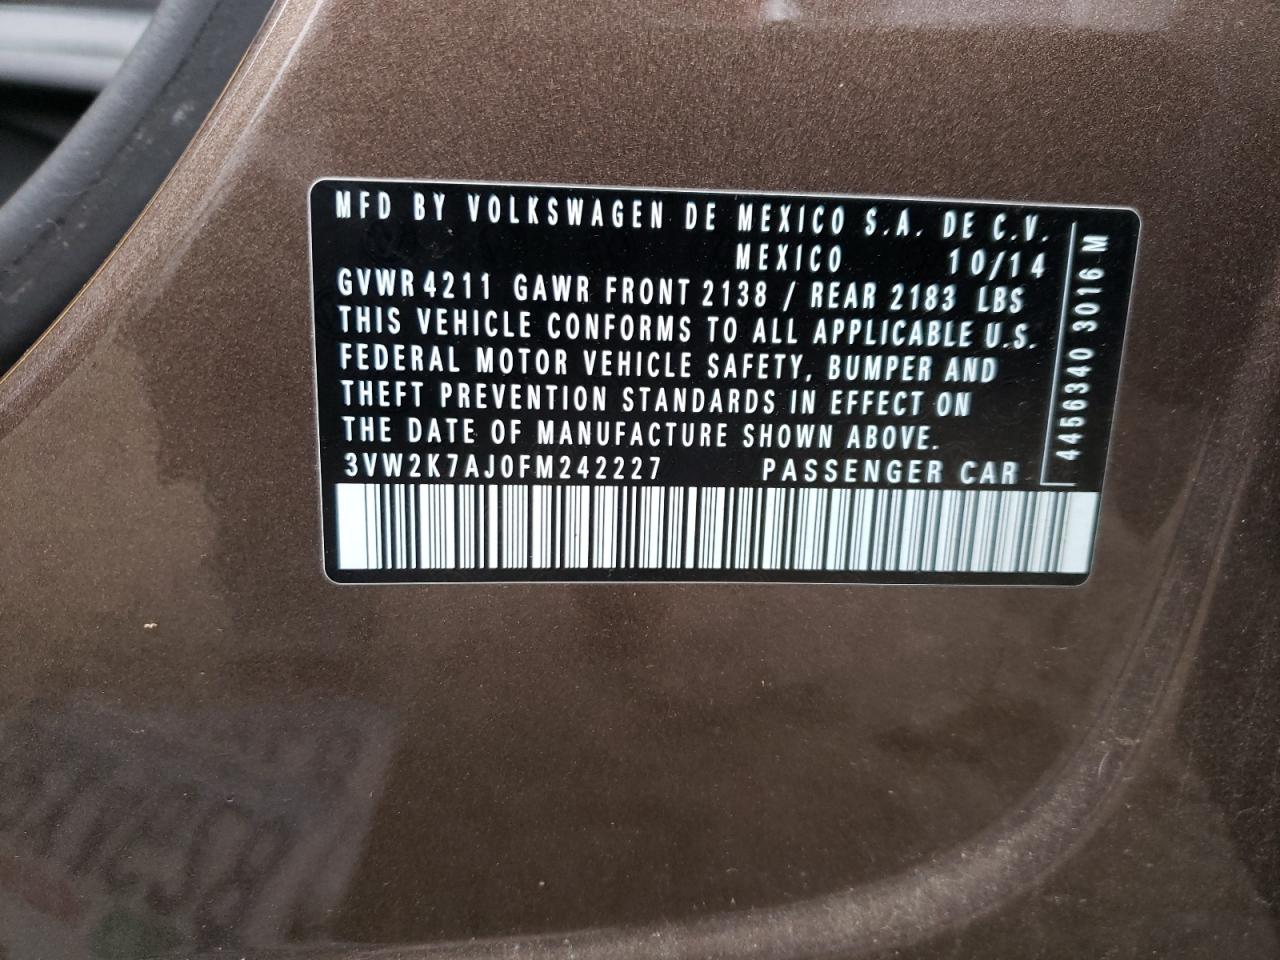 MFD BY VOLKSWAGEN DE MEXICO S.A. DE C.V.
MEXICO 10/14
GVWR 4211 GAWR FRONT 2138 / REAR 2183 LBS
THIS VEHICLE CONFORMS TO ALL APPLICABLE U.S.
FEDERAL MOTOR VEHICLE SAFETY, BUMPER AND
THEFT PREVENTION STANDARDS IN EFFECT ON
THE DATE OF MANUFACTURE SHOWN ABOVE.
3VW2K7AJ0FM242227 PASSENGER CAR
4456340 3016 M